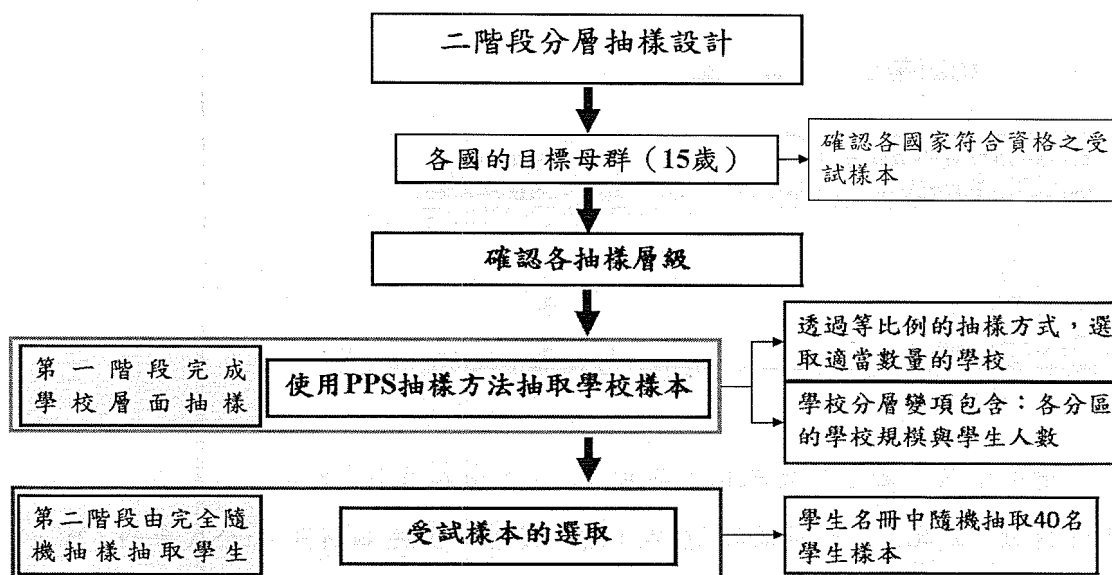 二階段分層抽樣設計
各國的目標母群（15歲）
確認各國家符合資格之受
試樣本
確認各抽樣層級
第一階段完成
學校層面抽樣
使用PPS抽樣方法抽取學校樣本
透過等比例的抽樣方式，選
取適當數量的學校
學校分層變項包含：各分區
的學校規模與學生人數
第二階段由完全隨
機抽樣抽取學生
受試樣本的選取
學生名冊中隨機抽取40名
學生樣本